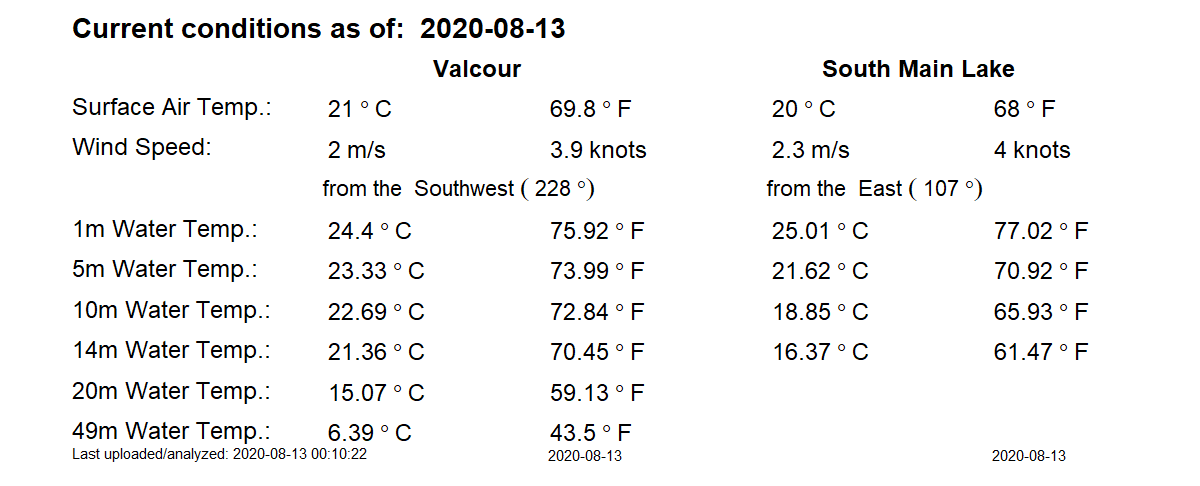 Current conditions as of: 2020-08-13
Valcour South Main Lake
Surface Air Temp.: 21 ° C 69.8 ° F 20 ° C 68 ° F
Wind Speed: 2 m/s 3.9 knots 2.3 m/s 4 knots
from the Southwest ( 228 °) from the East ( 107 °)
1m Water Temp.: 24.4 ° C 75.92 ° F 25.01 ° C 77.02 ° F
5m Water Temp.: 23.33 ° C 73.99 ° F 21.62 ° C 70.92 ° F
10m Water Temp.: 22.69 ° C 72.84 ° F 18.85 ° C 65.93 ° F
14m Water Temp.: 21.36 ° C 70.45 ° F 16.37 ° C 61.47 ° F
20m Water Temp.: 15.07 ° C 59.13 ° F
49m Water Temp.: 6.39 ° C 43.5 ° F
Last uploaded/analyzed: 2020-08-13 00:10:22 2020-08-13 2020-08-13